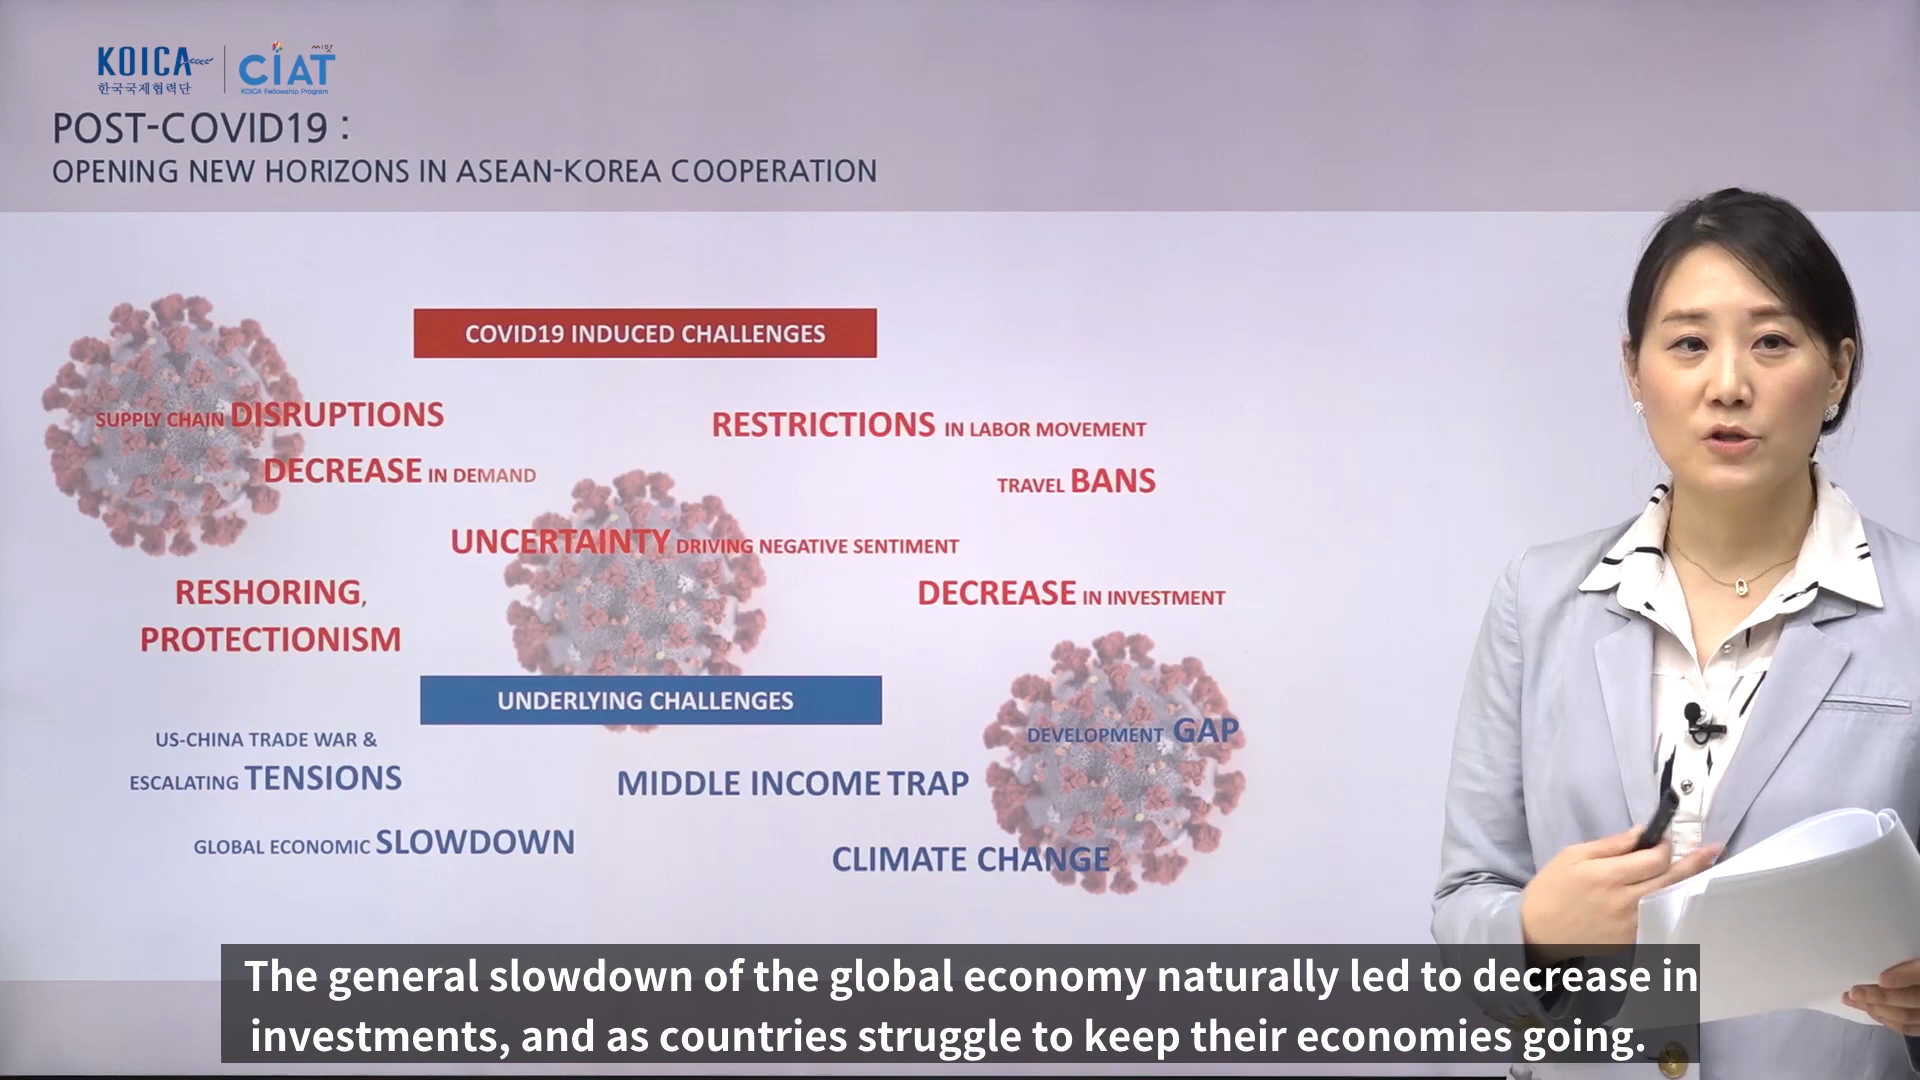 KOICA
한국국제협력단
씨앗
CIAT
KOICA Fellowship Program
POST-COVID19 :
OPENING NEW HORIZONS IN ASEAN-KOREA COOPERATION
COVID19 INDUCED CHALLENGES
SUPPLY CHAIN DISRUPTIONS
RESTRICTIONS IN LABOR MOVEMENT
DECREASE IN DEMAND
TRAVEL BANS
UNCERTAINTY DRIVING NEGATIVE SENTIMENT
RESHORING,
PROTECTIONISM
DECREASE IN INVESTMENT
UNDERLYING CHALLENGES
US-CHINA TRADE WAR &
ESCALATING TENSIONS
DEVELOPMENT GAP
MIDDLE INCOME TRAP
GLOBAL ECONOMIC SLOWDOWN
CLIMATE CHANGE
The general slowdown of the global economy naturally led to decrease in
investments, and as countries struggle to keep their economies going.